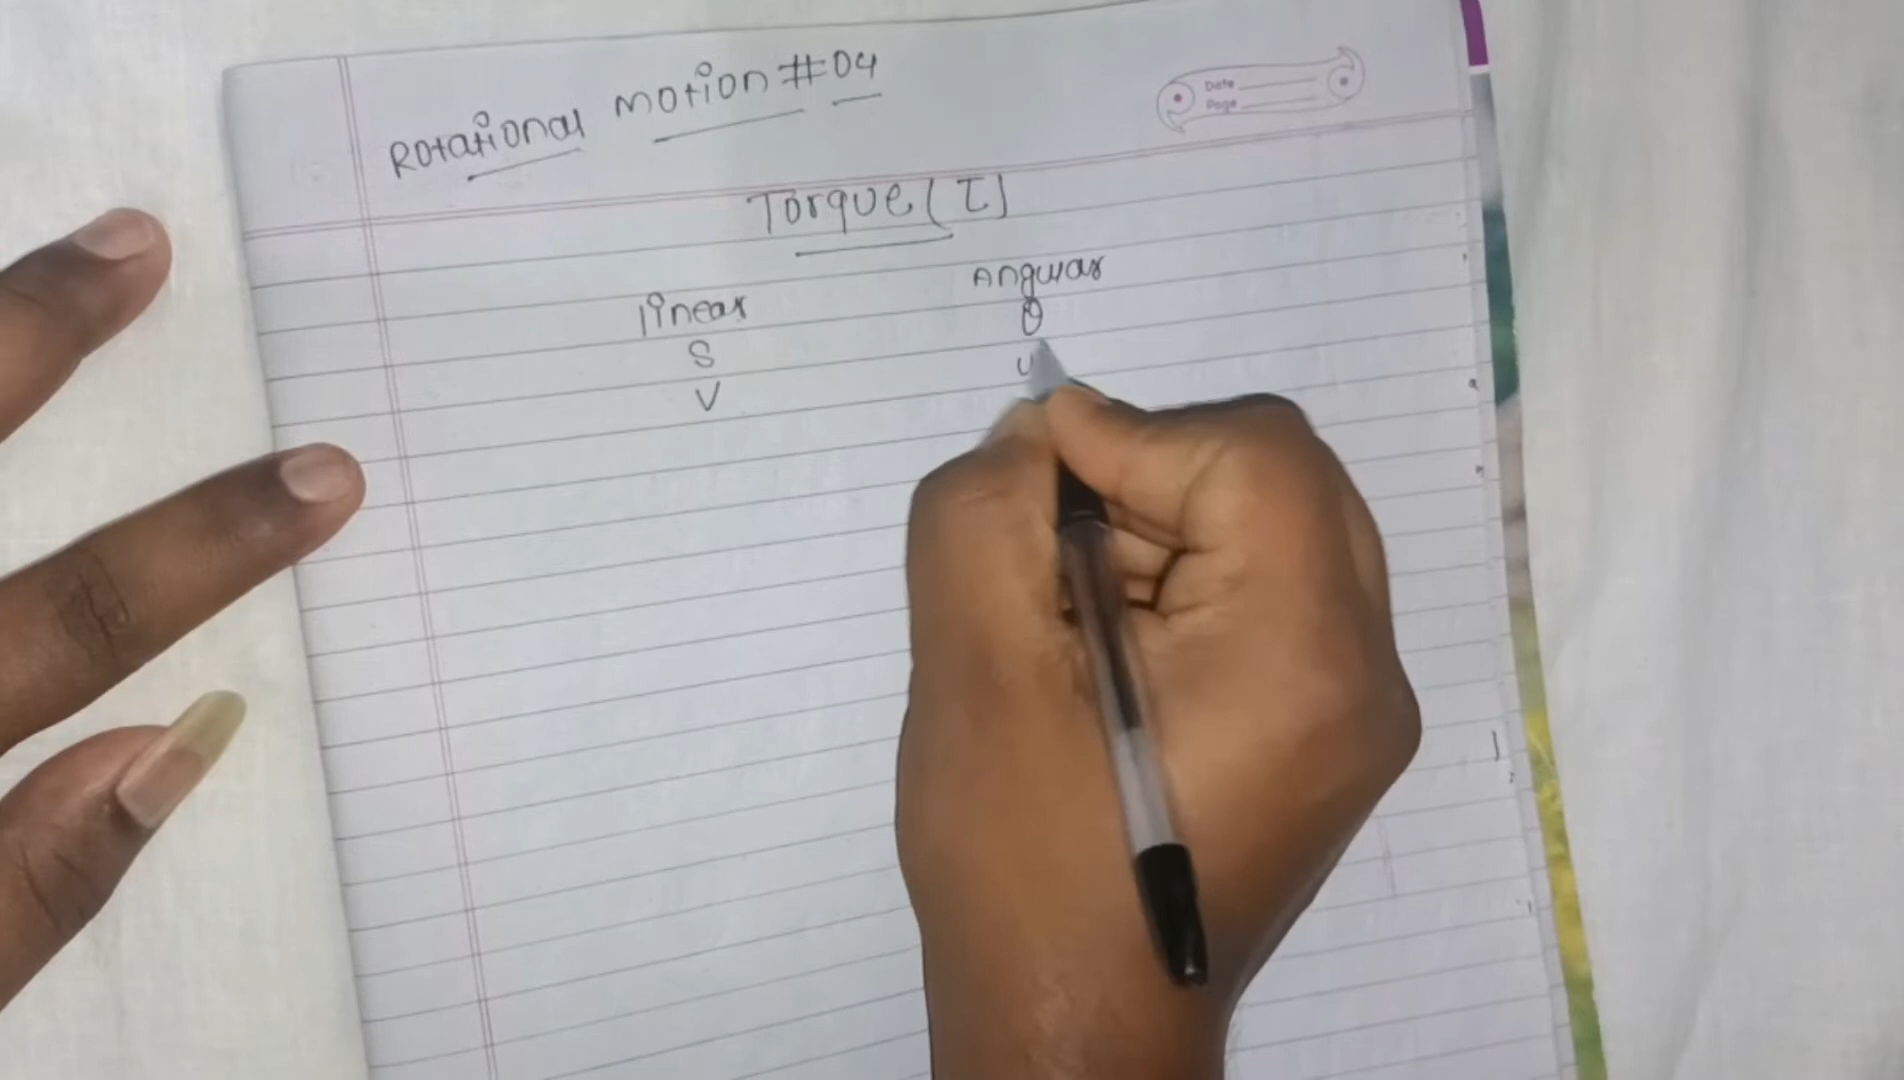 Rotational motion #04
Date
Page
Torque (τ)
linear Angular
S θ
V